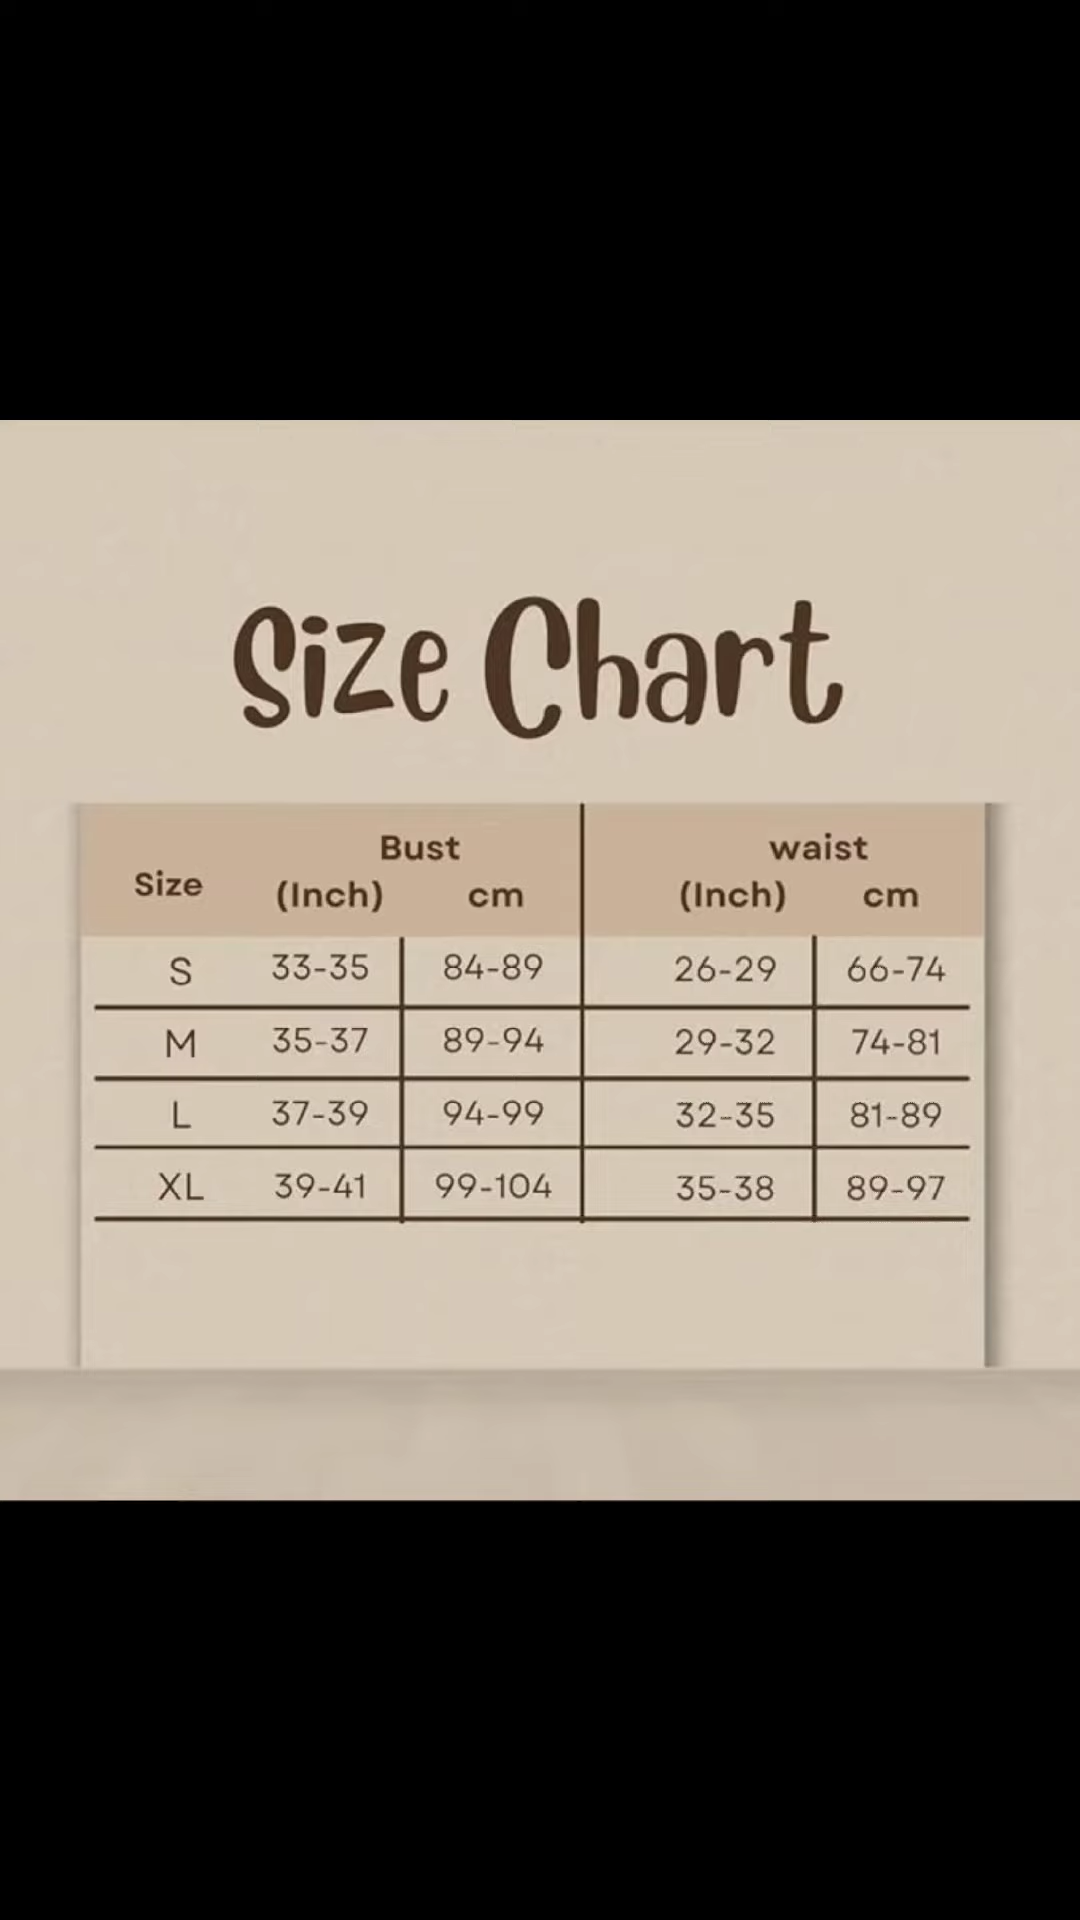 Size Chart
Bust waist
Size (Inch) cm (Inch) cm
S 33-35 84-89 26-29 66-74
M 35-37 89-94 29-32 74-81
L 37-39 94-99 32-35 81-89
XL 39-41 99-104 35-38 89-97